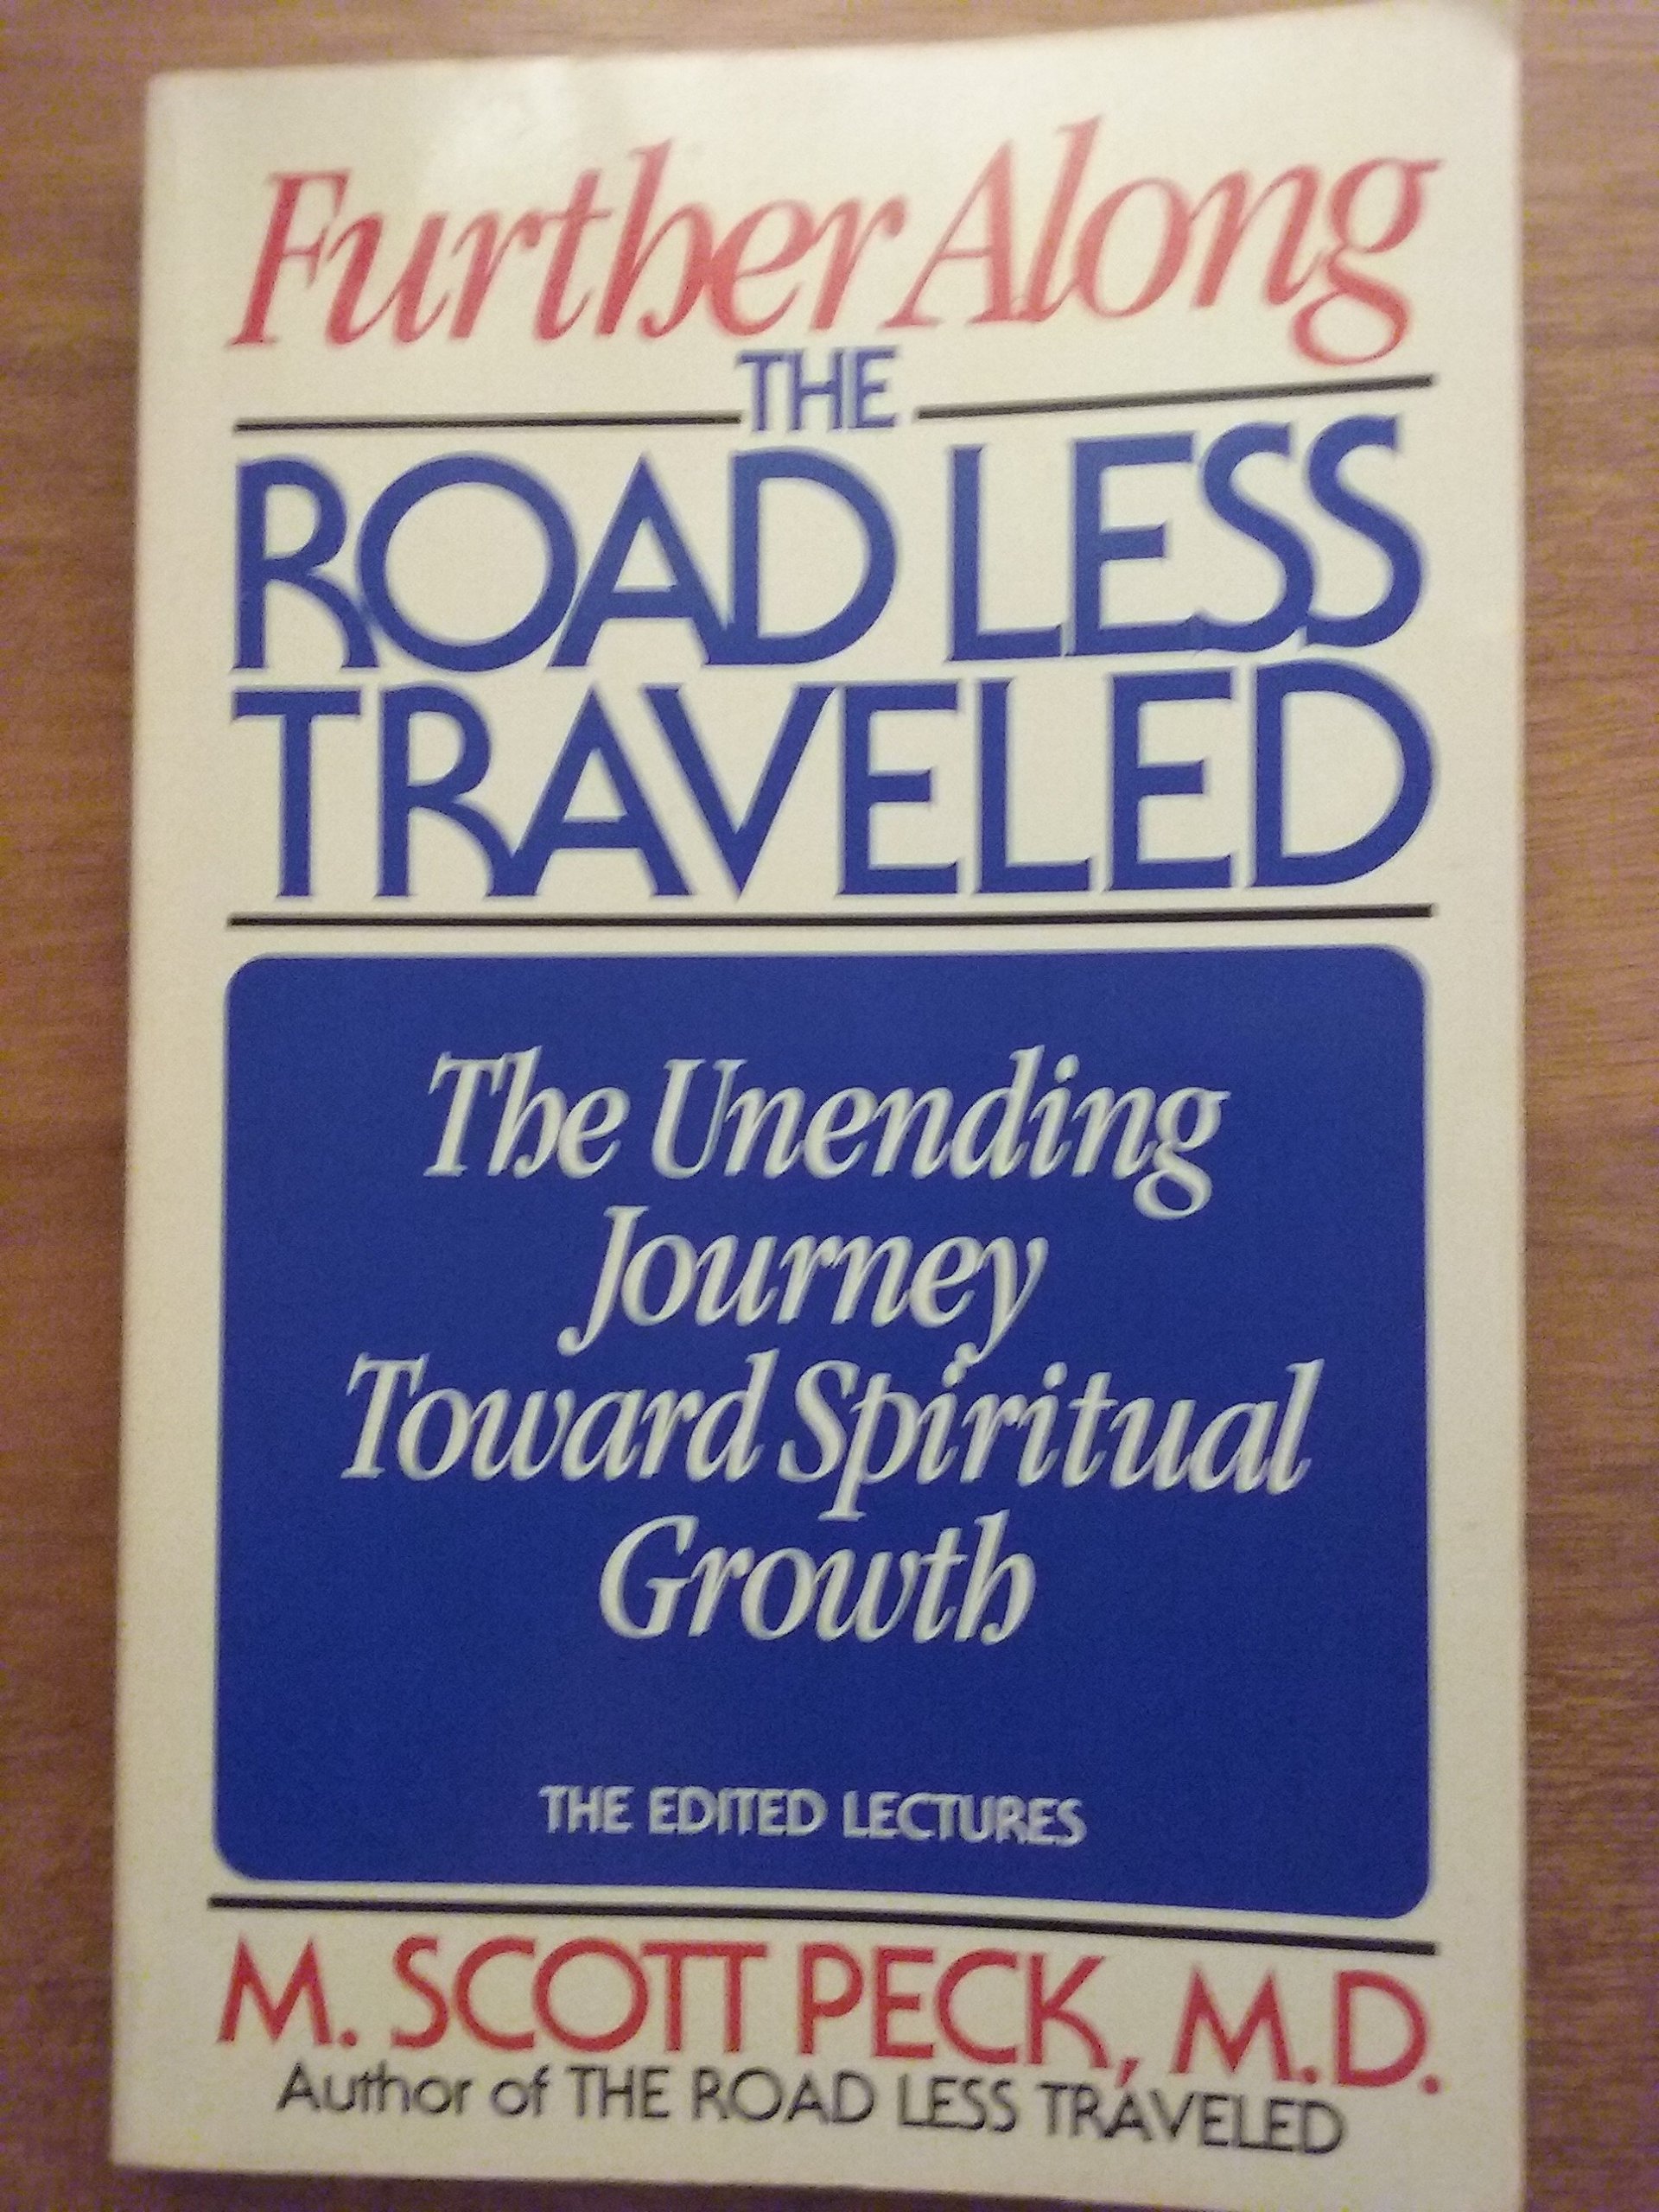 Further Along
THE
ROAD LESS
TRAVELED
The Unending
Journey
Toward Spiritual
Growth
THE EDITED LECTURES
M. SCOTT PECK, M.D.
Author of THE ROAD LESS TRAVELED